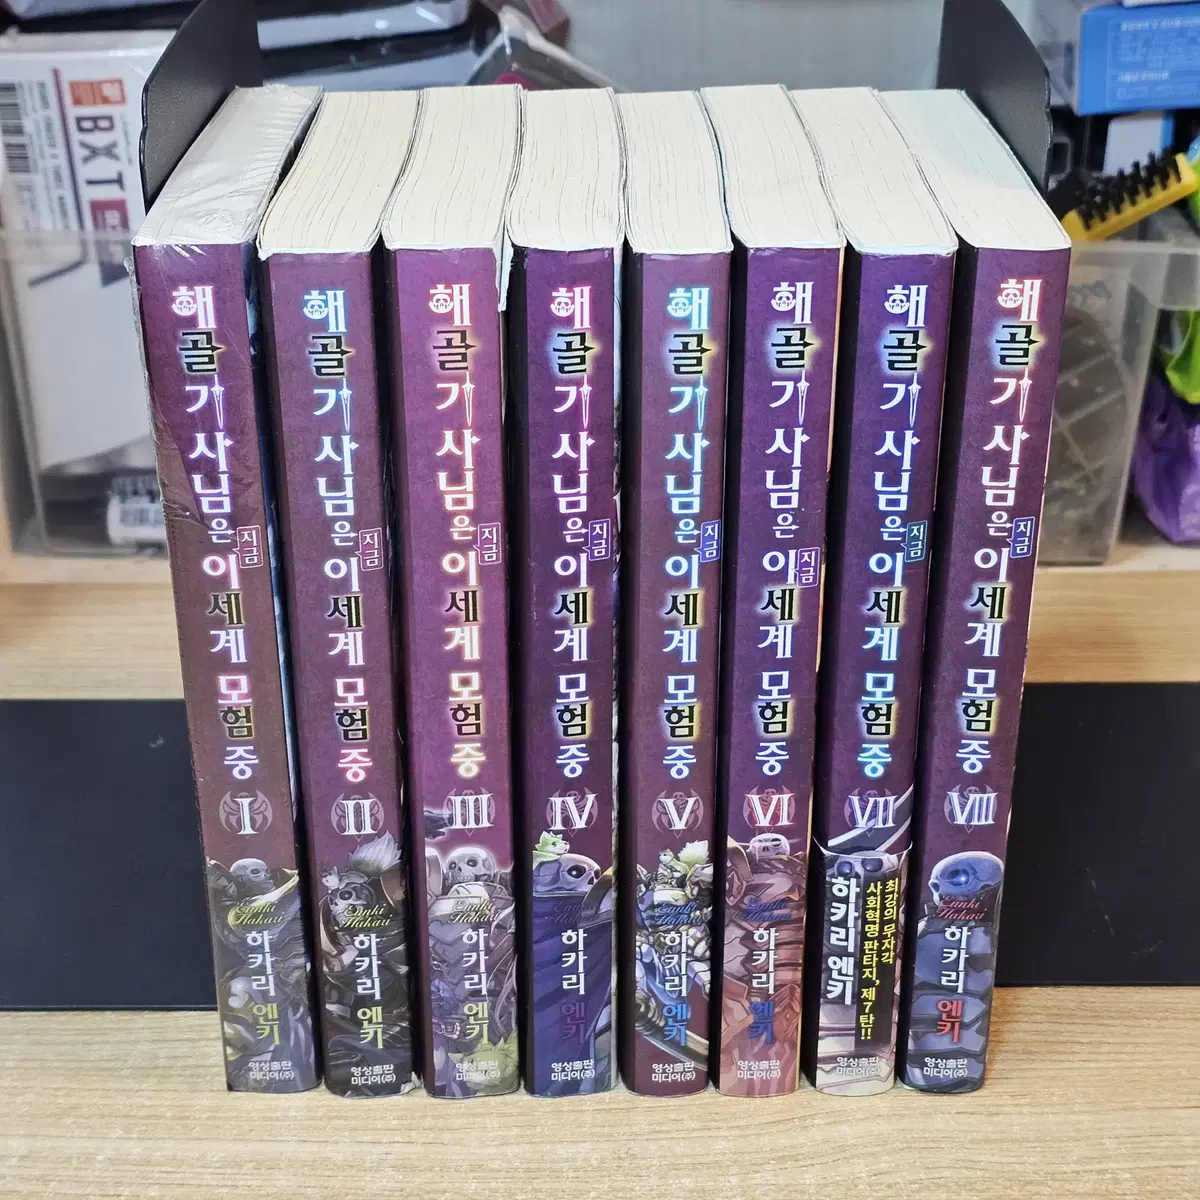 BXT
해골기사님은 지금 이세계 모험 중
I
Ennki
Hakari
하카리 엔키
영상출판
미디어(주)
해골기사님은 지금 이세계 모험 중
II
Ennki
Hakari
하카리 엔키
영상출판
미디어(주)
해골기사님은 지금 이세계 모험 중
III
Ennki
Hakari
하카리 엔키
영상출판
미디어(주)
해골기사님은 지금 이세계 모험 중
IV
Ennki
Hakari
하카리 엔키
영상출판
미디어(주)
해골기사님은 지금 이세계 모험 중
V
Ennki
Hakari
하카리 엔키
영상출판
미디어(주)
해골기사님은 지금 이세계 모험 중
VI
Ennki
Hakari
하카리 엔키
영상출판
미디어(주)
해골기사님은 지금 이세계 모험 중
VII
최강의 무자각
사회혁명 판타지, 제7탄!!
하카리 엔키
영상출판
미디어(주)
해골기사님은 지금 이세계 모험 중
VIII
Ennki
Hakari
하카리 엔키
영상출판
미디어(주)